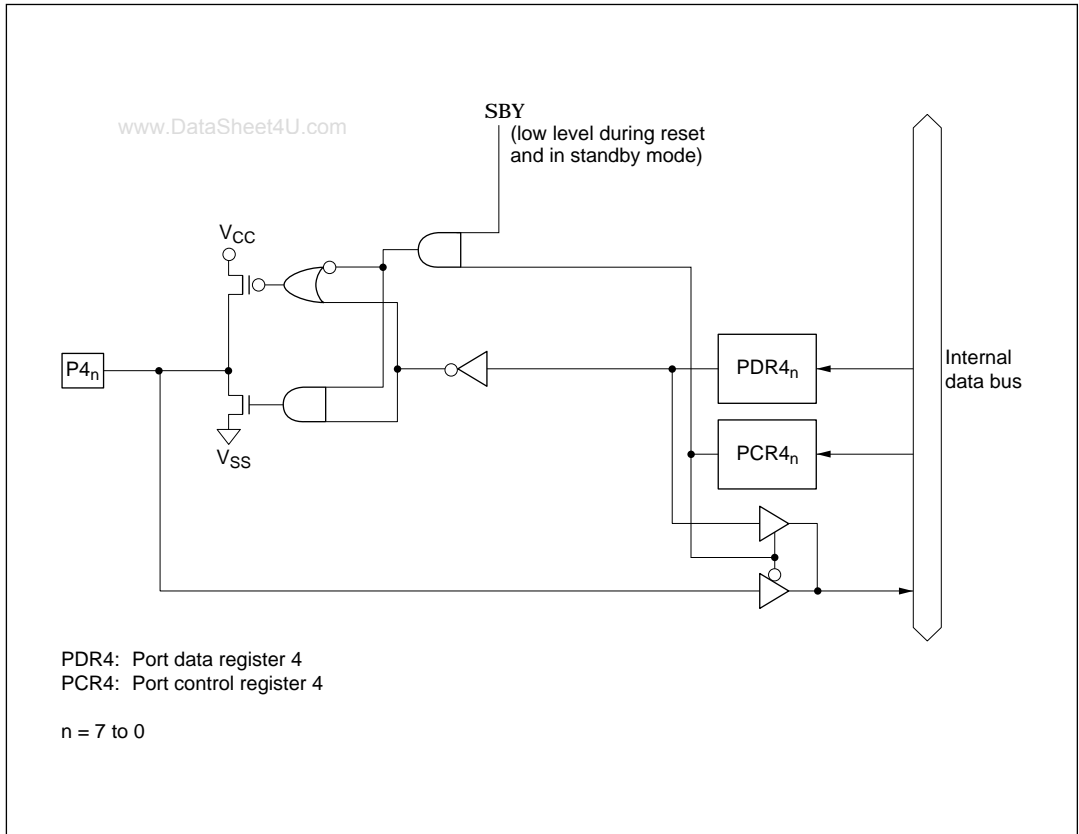 www.DataSheet4U.com
SBY
(low level during reset
and in standby mode)
VCC
P4n
PDR4n
Internal
data bus
PCR4n
VSS
PDR4: Port data register 4
PCR4: Port control register 4
n = 7 to 0